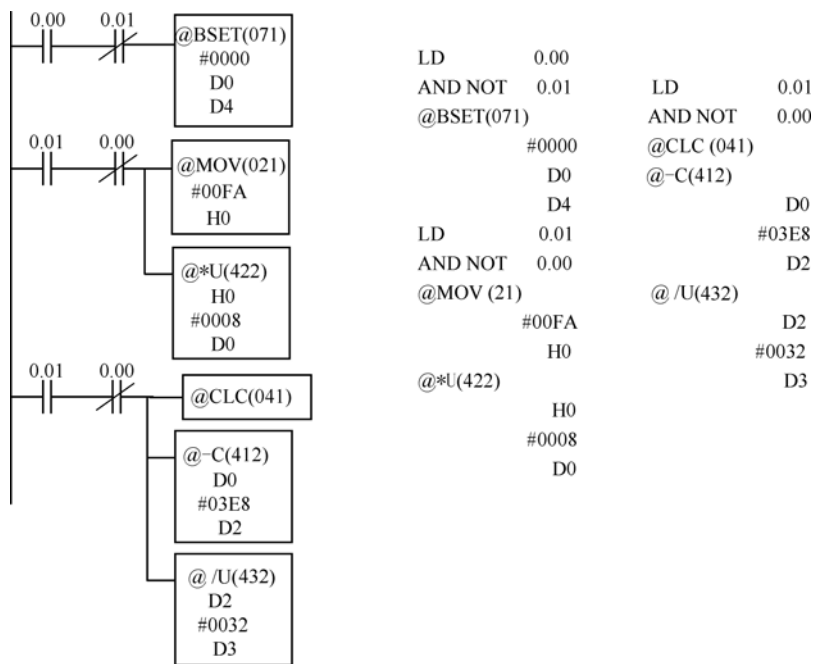 0.00 0.01
@BSET(071)
#0000
D0
D4
0.01 0.00
@MOV(021)
#00FA
H0
@*U(422)
H0
#0008
D0
0.01 0.00
@CLC(041)
@-C(412)
D0
#03E8
D2
@ /U(432)
D2
#0032
D3
LD 0.00
AND NOT 0.01
@BSET(071)
#0000
D0
D4
LD 0.01
AND NOT 0.00
@MOV (21)
#00FA
H0
@*U(422)
H0
#0008
D0
LD 0.01
AND NOT 0.00
@CLC (041)
@-C(412)
D0
#03E8
D2
@ /U(432)
D2
#0032
D3